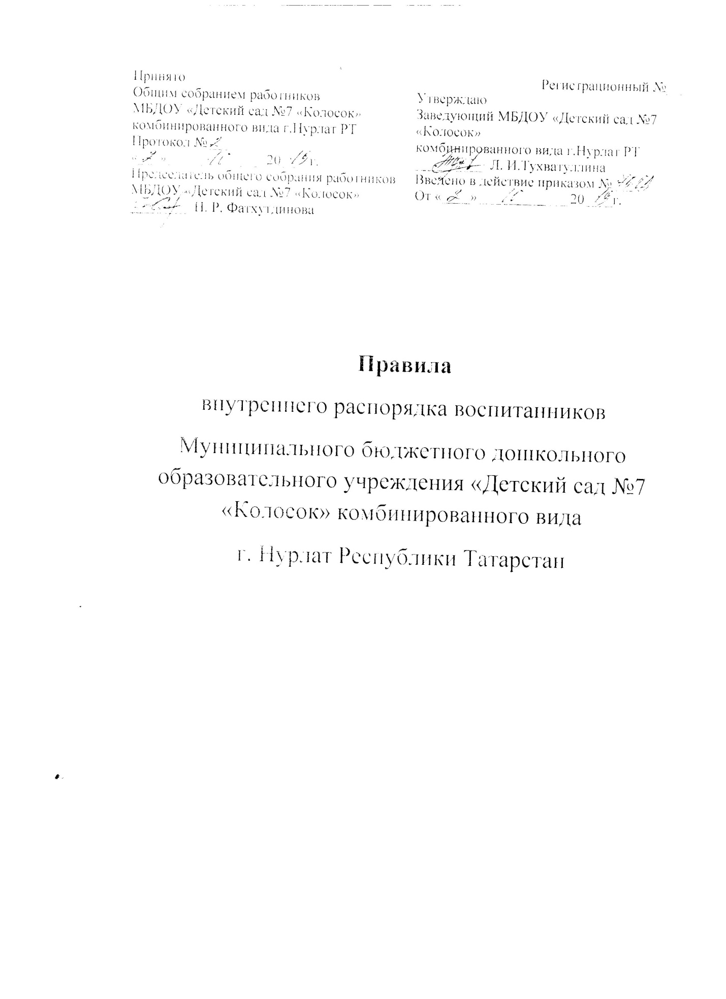 Принято
Общим собранием работников
МБДОУ «Детский сад №7 «Колосок»
комбинированного вида г.Нурлат РТ
Протокол № 2
« 2 » 20 г.
Председатель общего собрания работников
МБДОУ «Детский сад №7 «Колосок»
Н. Р. Фатхутдинова
Регистрационный №
Утверждаю
Заведующий МБДОУ «Детский сад №7
«Колосок»
комбинированного вида г.Нурлат РТ
Л. И.Тухватуллина
Введено в действие приказом №
От « 2 » 20 г.
Правила
внутреннего распорядка воспитанников
Муниципального бюджетного дошкольного
образовательного учреждения «Детский сад №7
«Колосок» комбинированного вида
г. Нурлат Республики Татарстан